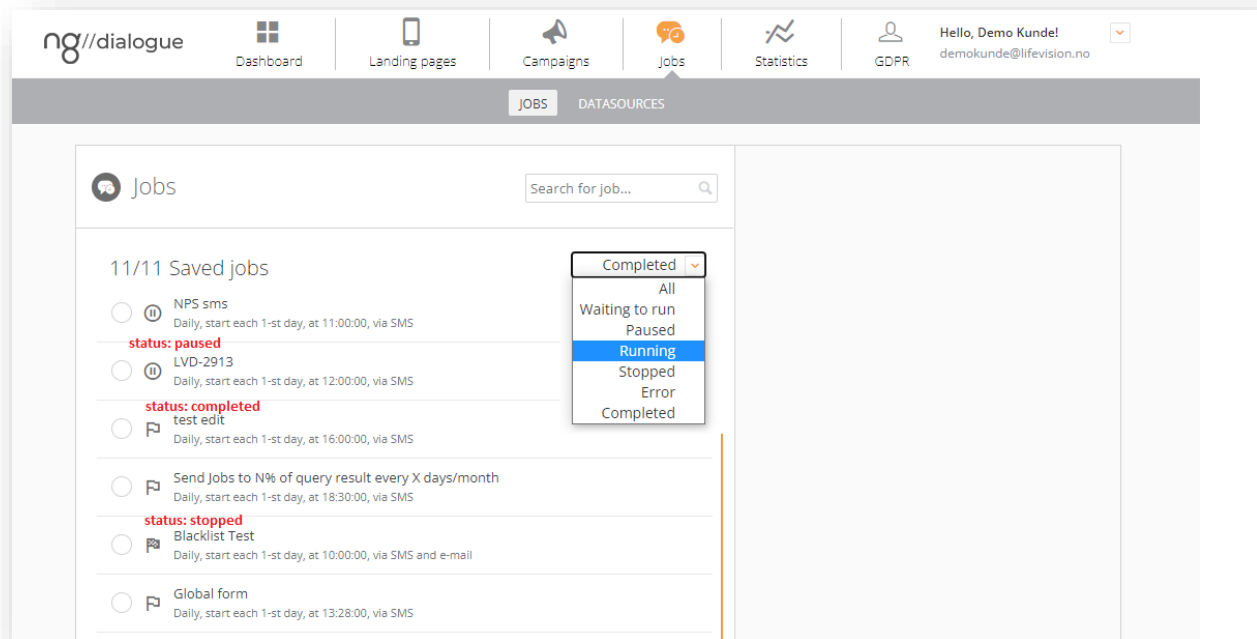 ng//dialogue
Dashboard
Landing pages
Campaigns
Jobs
Statistics
GDPR
Hello, Demo Kunde!
demokunde@lifevision.no
JOBS DATASOURCES
Jobs
Search for job...
11/11 Saved jobs
Completed
All
Waiting to run
Paused
Running
Stopped
Error
Completed
NPS sms
Daily, start each 1-st day, at 11:00:00, via SMS
status: paused
LVD-2913
Daily, start each 1-st day, at 12:00:00, via SMS
status: completed
test edit
Daily, start each 1-st day, at 16:00:00, via SMS
Send Jobs to N% of query result every X days/month
Daily, start each 1-st day, at 18:30:00, via SMS
status: stopped
Blacklist Test
Daily, start each 1-st day, at 10:00:00, via SMS and e-mail
Global form
Daily, start each 1-st day, at 13:28:00, via SMS